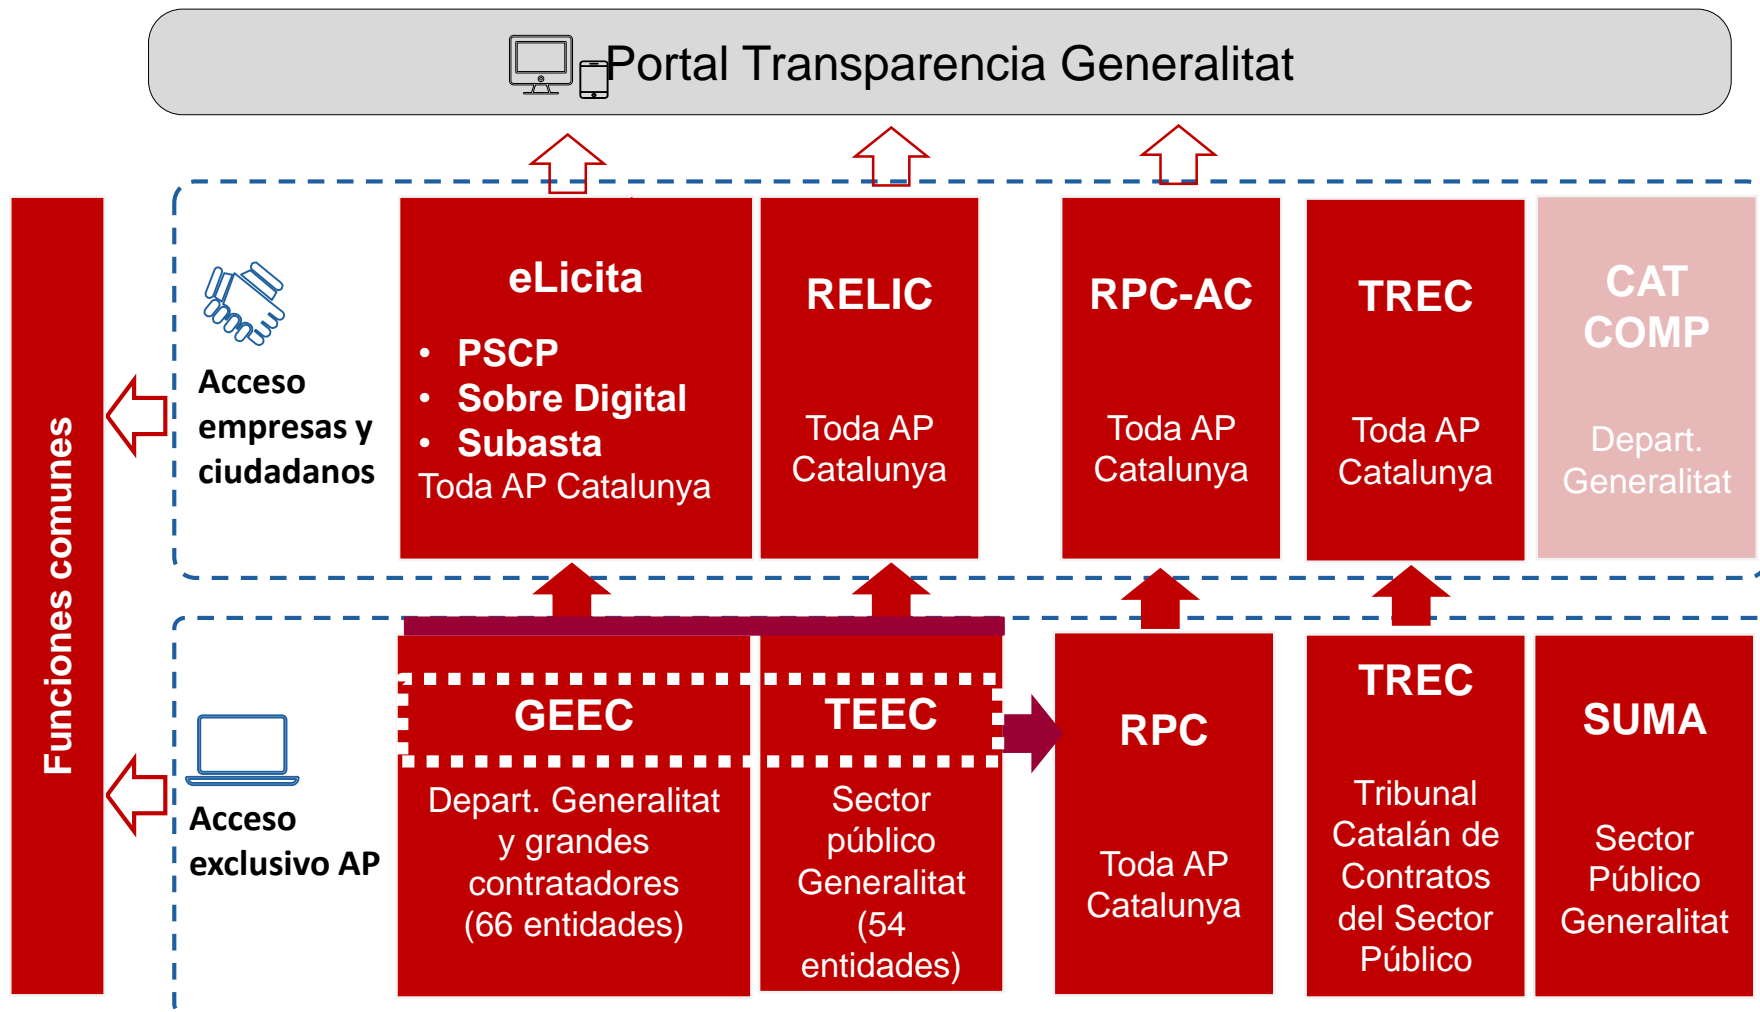 Portal Transparencia Generalitat
Funciones comunes
Acceso
empresas y
ciudadanos
eLicita
• PSCP
• Sobre Digital
• Subasta
Toda AP Catalunya
RELIC
Toda AP
Catalunya
RPC-AC
Toda AP
Catalunya
TREC
Toda AP
Catalunya
CAT
COMP
Depart.
Generalitat
Acceso
exclusivo AP
GEEC
Depart. Generalitat
y grandes
contratadores
(66 entidades)
TEEC
Sector
público
Generalitat
(54
entidades)
RPC
Toda AP
Catalunya
TREC
Tribunal
Catalán de
Contratos
del Sector
Público
SUMA
Sector
Público
Generalitat